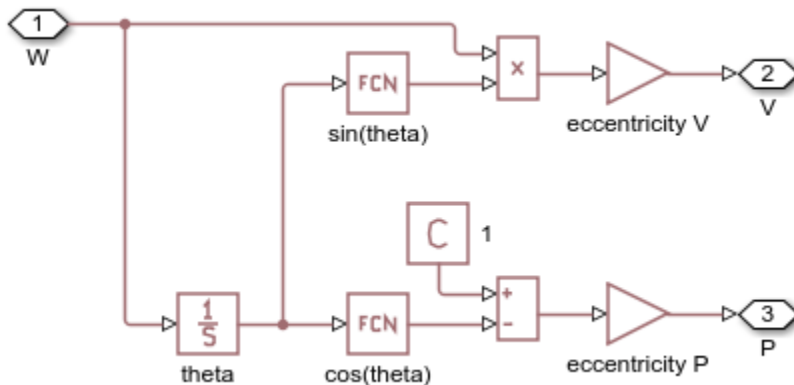 1
W
FCN
sin(theta)
×
eccentricity V
2
V
C
1
1
S
theta
FCN
cos(theta)
+
-
eccentricity P
3
P